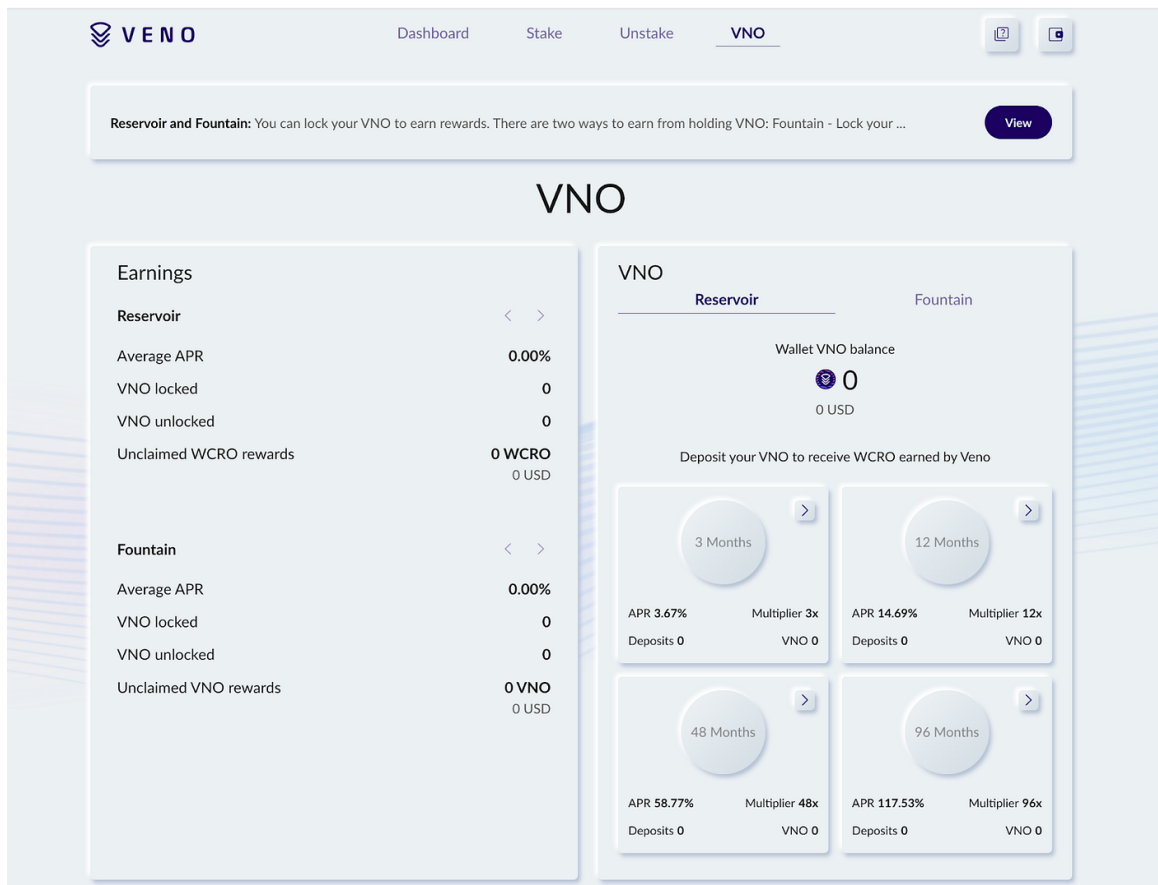 VENO
Dashboard Stake Unstake VNO
Reservoir and Fountain: You can lock your VNO to earn rewards. There are two ways to earn from holding VNO: Fountain - Lock your ...
View
VNO
Earnings
Reservoir
Average APR 0.00%
VNO locked 0
VNO unlocked 0
Unclaimed WCRO rewards 0 WCRO
0 USD
Fountain
Average APR 0.00%
VNO locked 0
VNO unlocked 0
Unclaimed VNO rewards 0 VNO
0 USD
VNO
Reservoir Fountain
Wallet VNO balance
0
0 USD
Deposit your VNO to receive WCRO earned by Veno
3 Months
APR 3.67% Multiplier 3x
Deposits 0 VNO 0
12 Months
APR 14.69% Multiplier 12x
Deposits 0 VNO 0
48 Months
APR 58.77% Multiplier 48x
Deposits 0 VNO 0
96 Months
APR 117.53% Multiplier 96x
Deposits 0 VNO 0